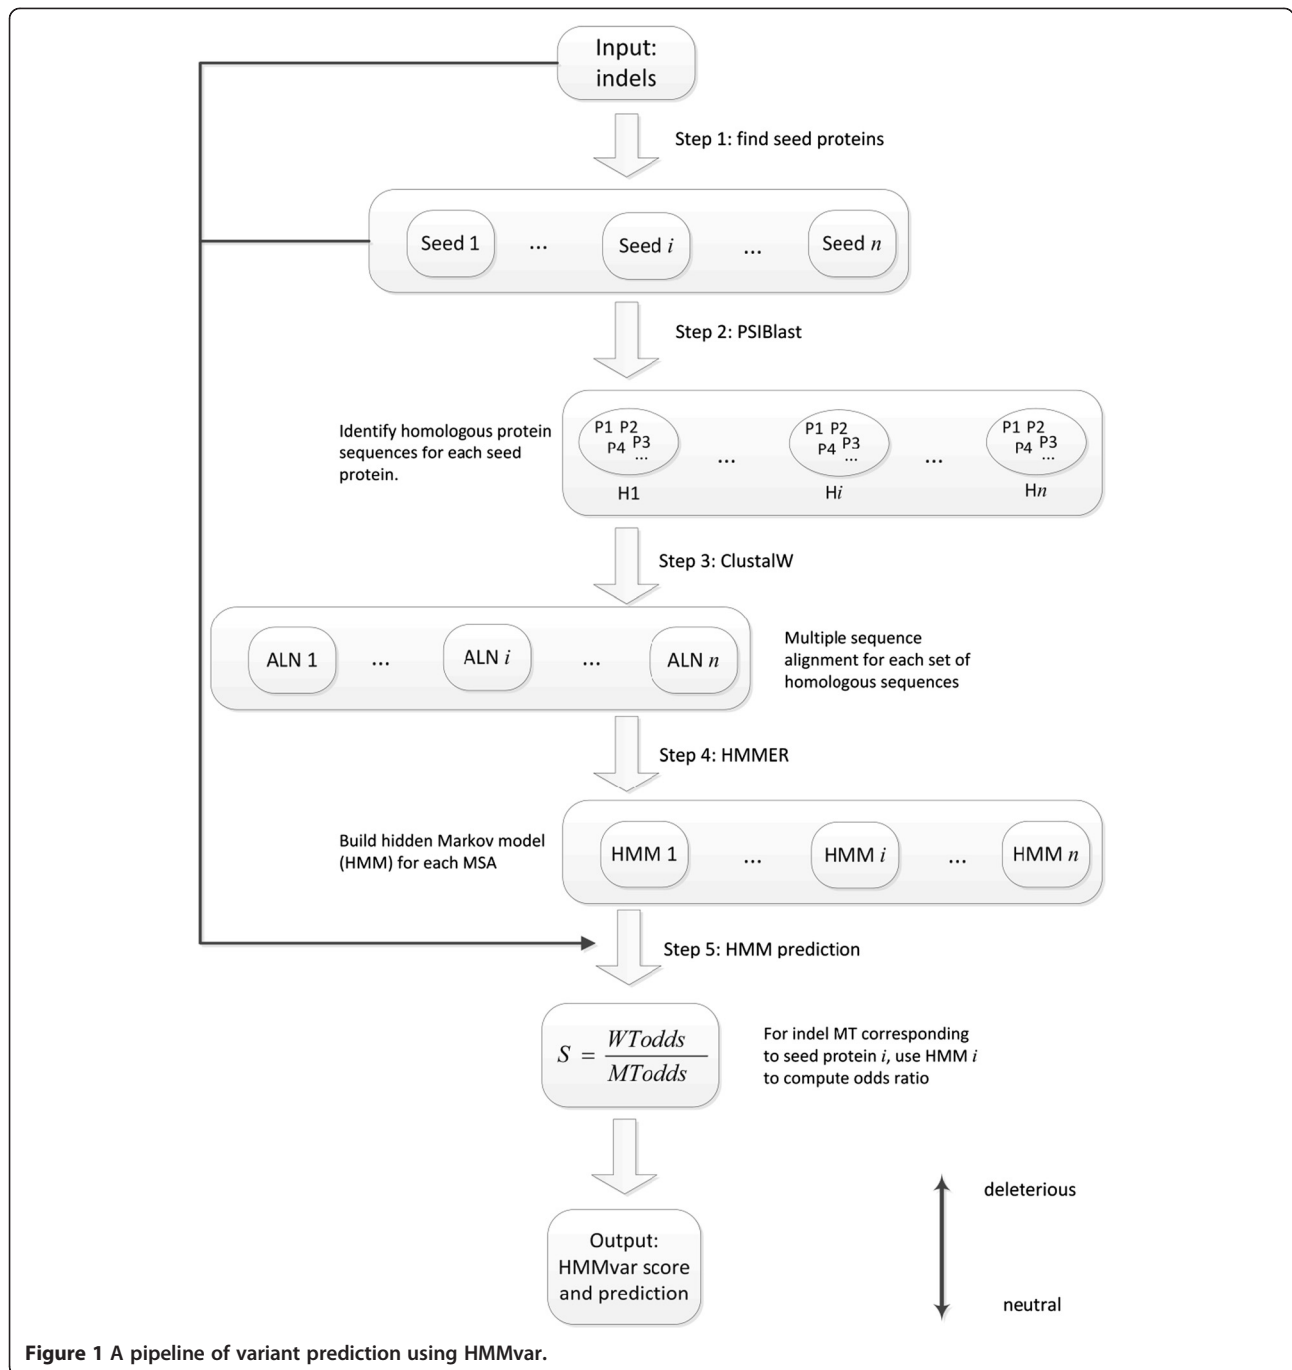 Input:
indels
Step 1: find seed proteins
Seed 1
...
Seed i
...
Seed n
Step 2: PSIBlast
Identify homologous protein
sequences for each seed
protein.
P1 P2
P4 P3
...
H1
...
P1 P2
P4 P3
...
Hi
...
P1 P2
P4 P3
...
Hn
Step 3: ClustalW
ALN 1
...
ALN i
...
ALN n
Multiple sequence
alignment for each set of
homologous sequences
Step 4: HMMER
Build hidden Markov model
(HMM) for each MSA
HMM 1
...
HMM i
...
HMM n
Step 5: HMM prediction
S = WTodds / MTodds
For indel MT corresponding
to seed protein i, use HMM i
to compute odds ratio
Output:
HMMvar score
and prediction
deleterious
neutral
Figure 1 A pipeline of variant prediction using HMMvar.